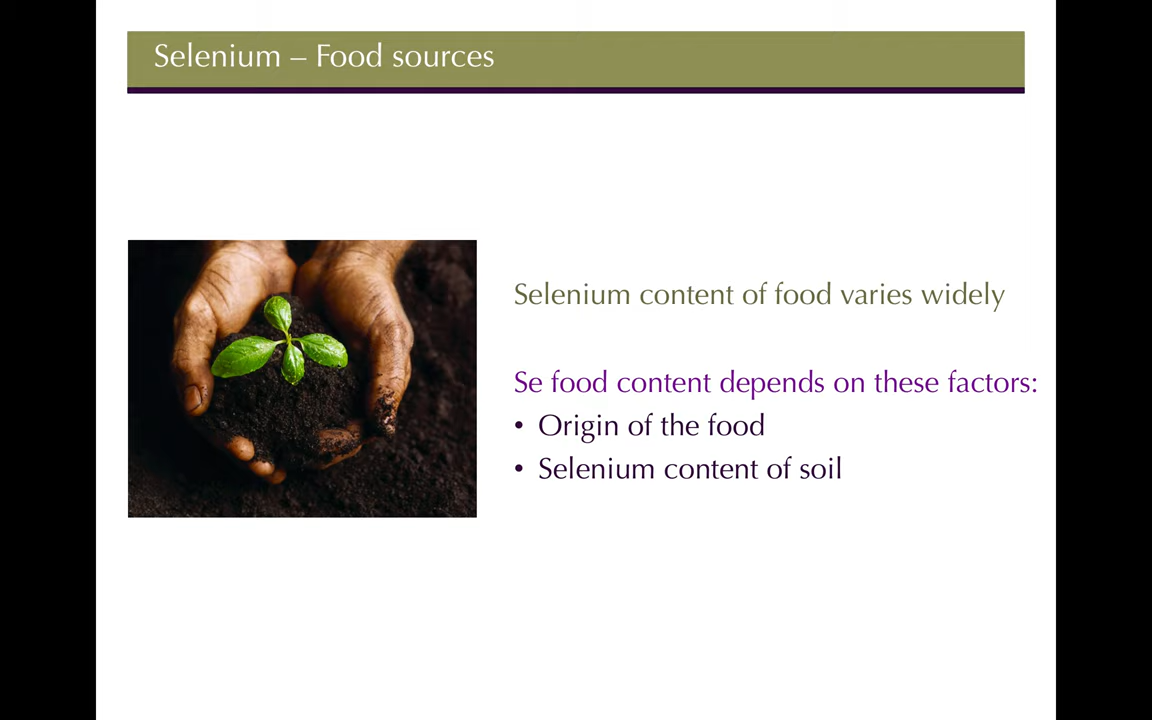 Selenium – Food sources
Selenium content of food varies widely
Se food content depends on these factors:
• Origin of the food
• Selenium content of soil